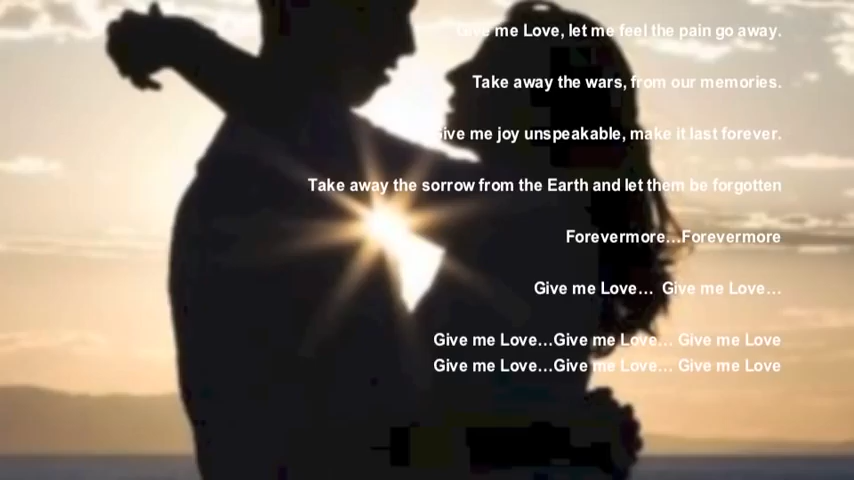 Give me Love, let me feel the pain go away.
Take away the wars, from our memories.
Give me joy unspeakable, make it last forever.
Take away the sorrow from the Earth and let them be forgotten
Forevermore...Forevermore
Give me Love... Give me Love...
Give me Love...Give me Love... Give me Love
Give me Love...Give me Love... Give me Love